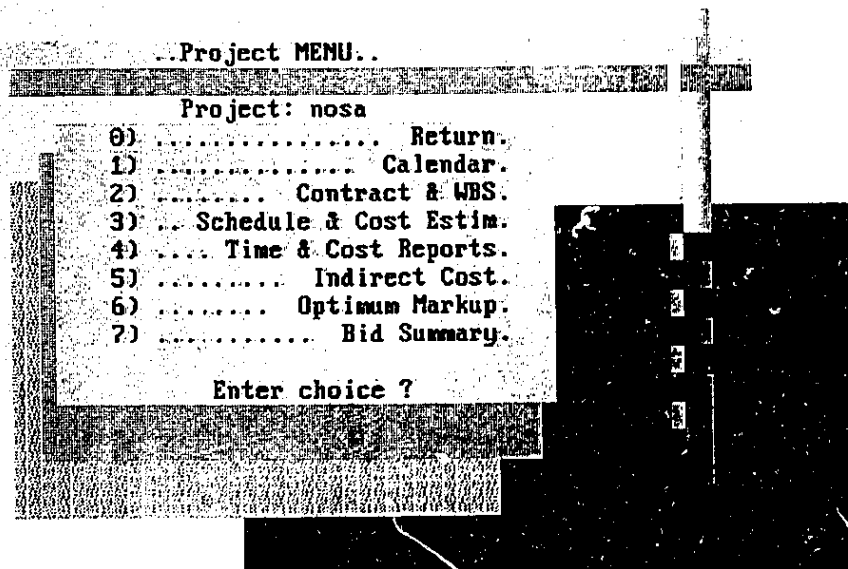 ..Project MENU..
Project: nosa
0) ................. Return.
1) ............... Calendar.
2) ........ Contract & WBS.
3) .. Schedule & Cost Estim.
4) .... Time & Cost Reports.
5) ......... Indirect Cost.
6) ........ Optimum Markup.
7) ............ Bid Summary.
Enter choice ?